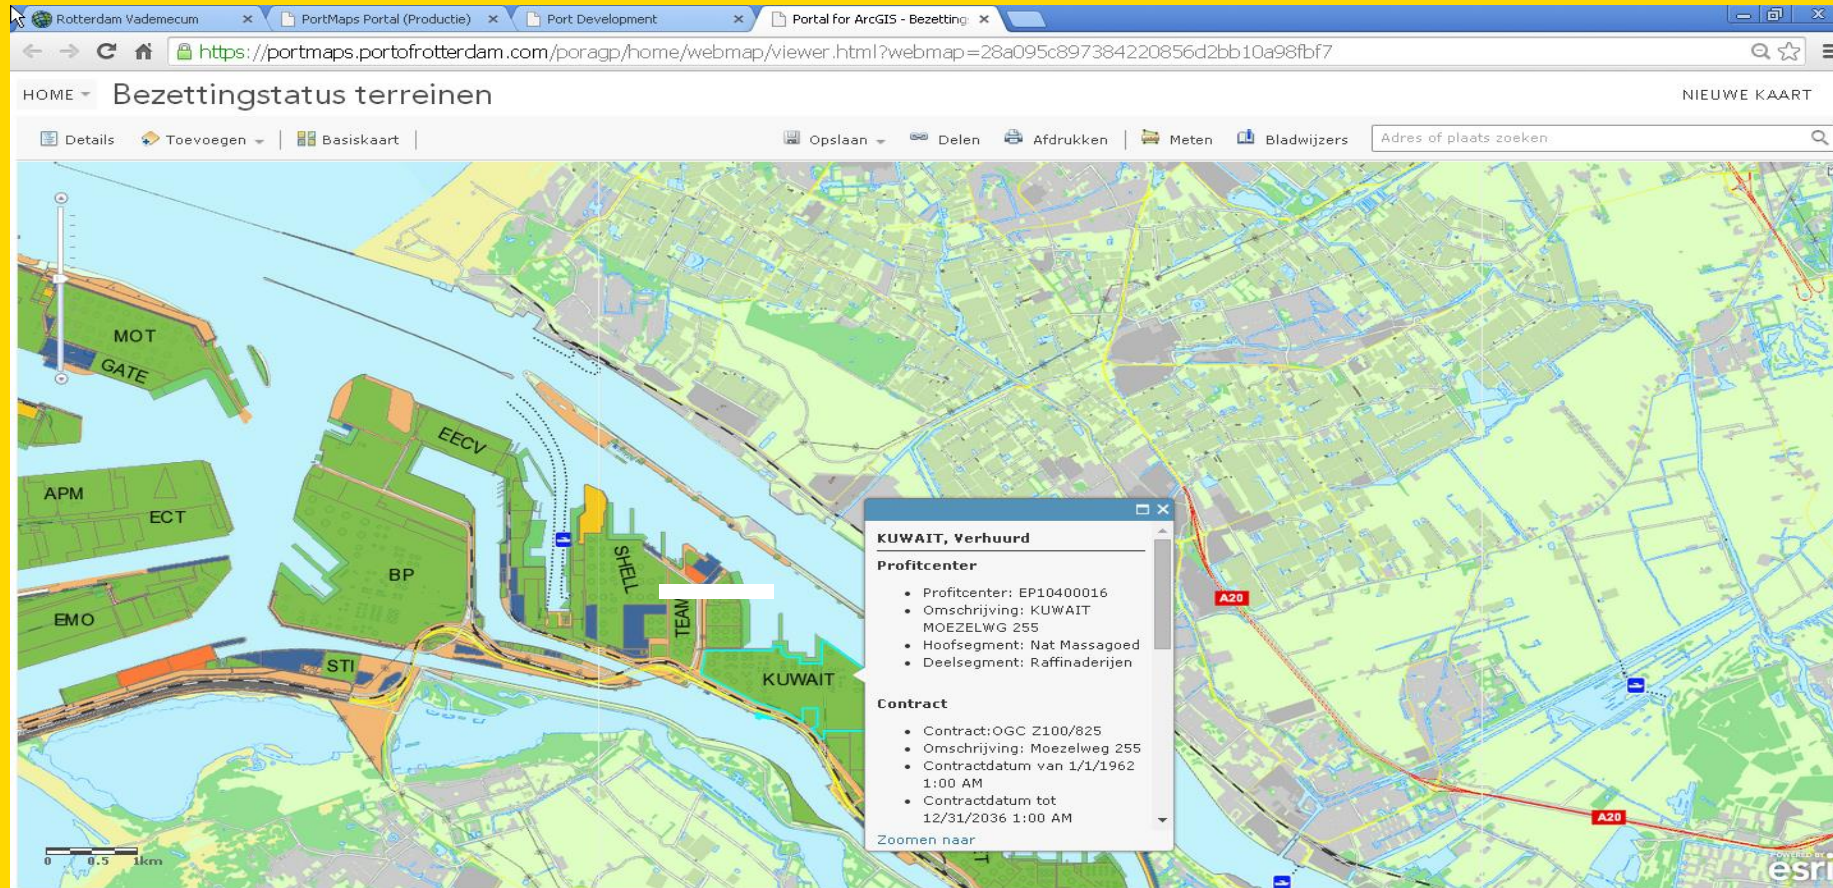 Rotterdam Vademecum
PortMaps Portal (Productie)
Port Development
Portal for ArcGIS - Bezetting
https://portmaps.portofrotterdam.com/poragp/home/webmap/viewer.html?webmap=28a095c897384220856d2bb10a98fbf7
HOME Bezettingstatus terreinen
NIEUWE KAART
Details Toevoegen Basiskaart
Opslaan Delen Afdrukken Meten Bladwijzers Adres of plaats zoeken
MOT
GATE
EECV
APM
ECT
BP
SHELL
TEAM
EMO
STI
KUWAIT
KUWAIT, Verhuurd
Profitcenter
Profitcenter: EP10400016
Omschrijving: KUWAIT
MOEZELWG 255
Hoofsegment: Nat Massagoed
Deelsegment: Raffinaderijen
Contract
Contract:OGC Z100/825
Omschrijving: Moezelweg 255
Contractdatum van 1/1/1962
1:00 AM
Contractdatum tot
12/31/2036 1:00 AM
Zoomen naar
A20
A20
0 0.5 1km
POWERED BY
esri